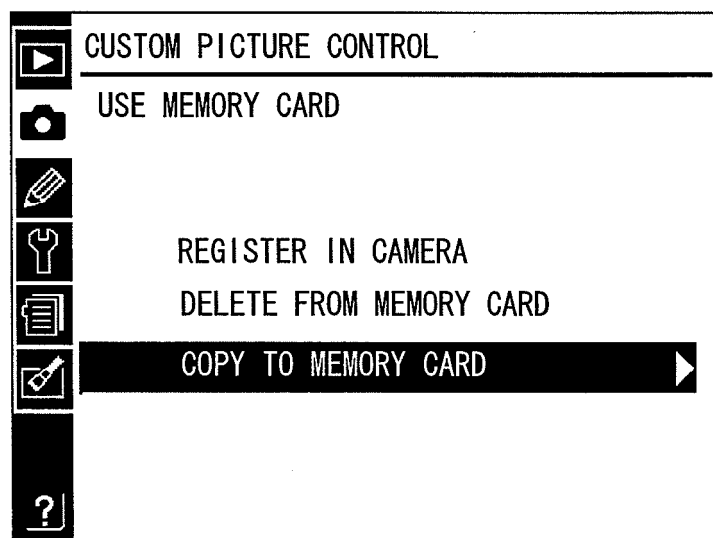 CUSTOM PICTURE CONTROL
USE MEMORY CARD
REGISTER IN CAMERA
DELETE FROM MEMORY CARD
COPY TO MEMORY CARD
?